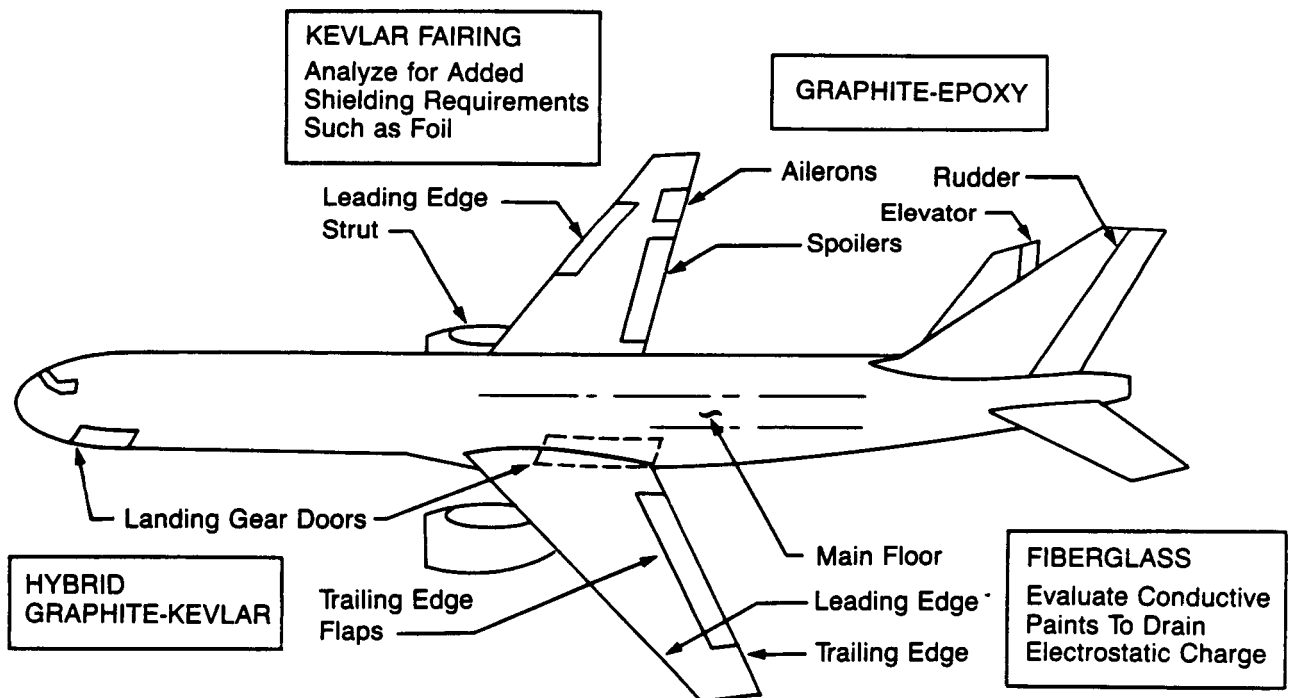 KEVLAR FAIRING
Analyze for Added
Shielding Requirements
Such as Foil
GRAPHITE-EPOXY
Leading Edge
Strut
Ailerons
Spoilers
Rudder
Elevator
Landing Gear Doors
HYBRID
GRAPHITE-KEVLAR
Trailing Edge
Flaps
Main Floor
Leading Edge
Trailing Edge
FIBERGLASS
Evaluate Conductive
Paints To Drain
Electrostatic Charge